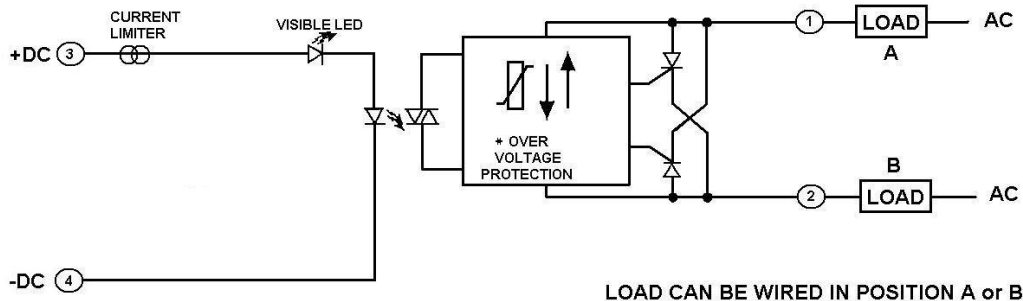 CURRENT
LIMITER
VISIBLE LED
+DC 3
1
LOAD
AC
A
* OVER
VOLTAGE
PROTECTION
B
2
LOAD
AC
-DC 4
LOAD CAN BE WIRED IN POSITION A or B